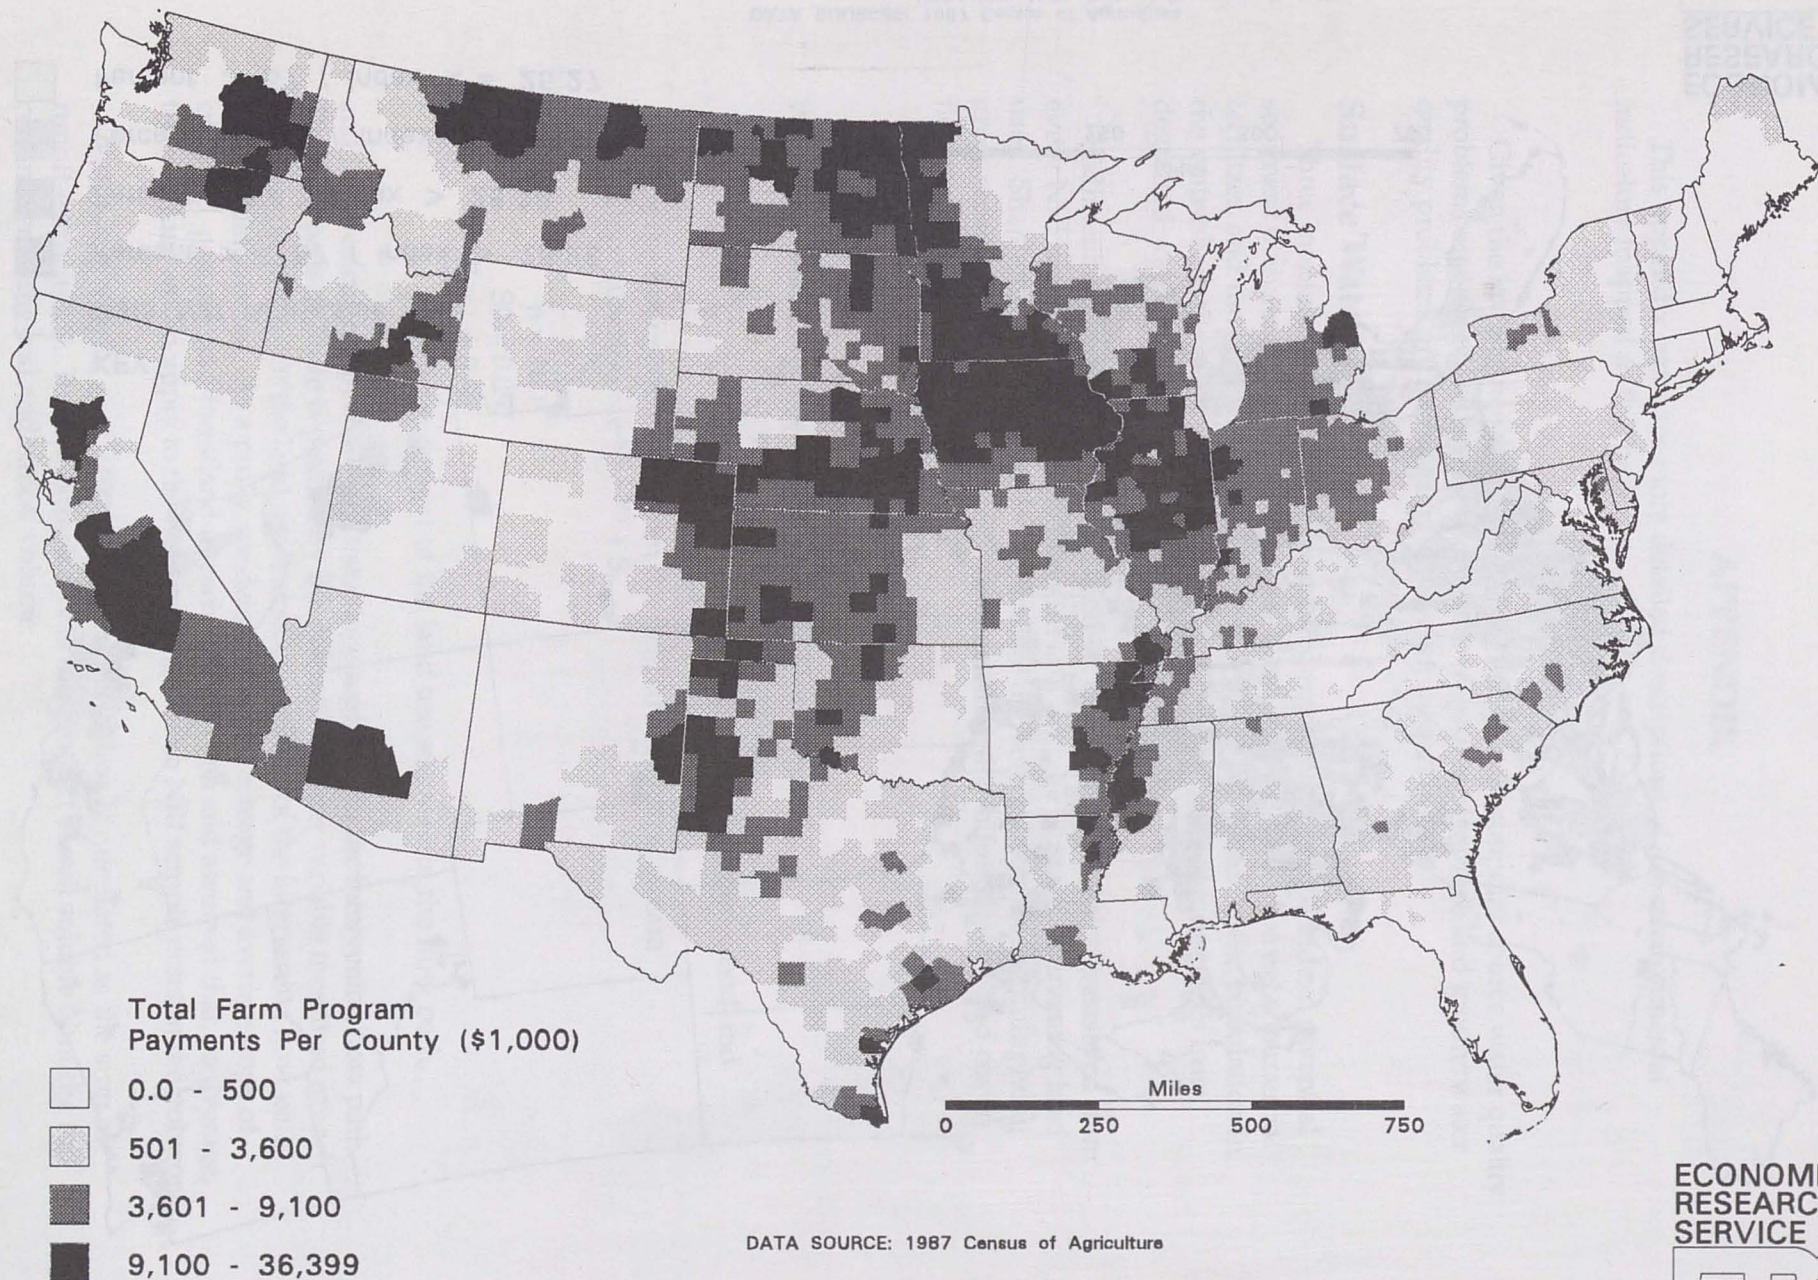 Total Farm Program
Payments Per County ($1,000)
0.0 - 500
501 - 3,600
3,601 - 9,100
9,100 - 36,399
Miles
0 250 500 750
DATA SOURCE: 1987 Census of Agriculture
ECONOMI
RESEARC
SERVICE